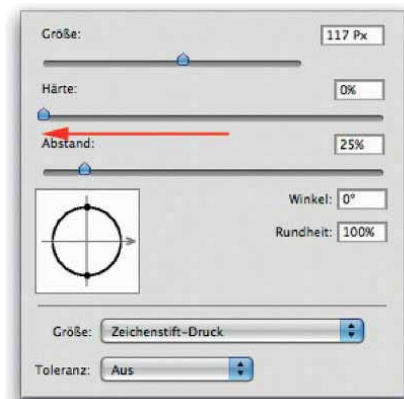 Größe: 117 Px
Härte: 0%
Abstand: 25%
Winkel: 0°
Rundheit: 100%
Größe: Zeichenstift-Druck
Toleranz: Aus